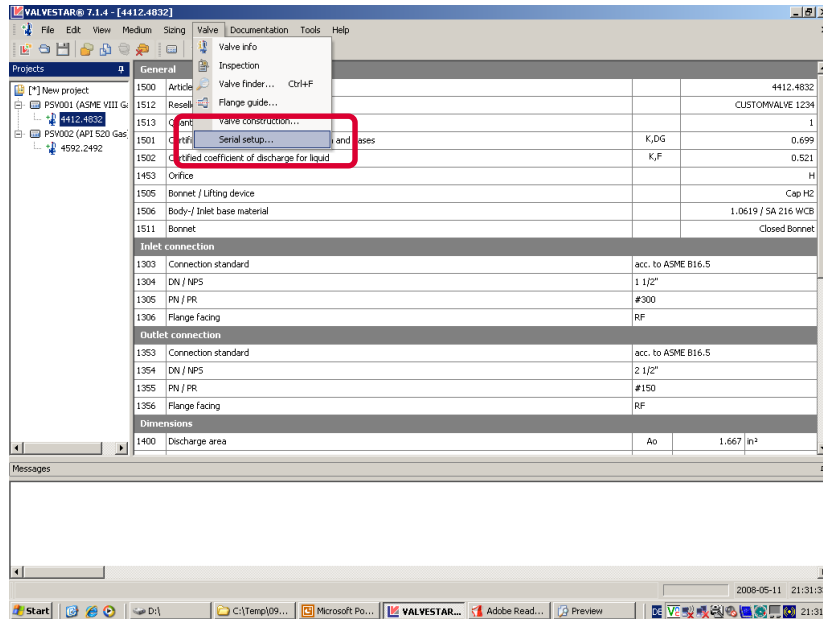 VALVESTAR® 7.1.4 - [4412.4832]
File Edit View Medium Sizing Valve Documentation Tools Help
Valve info
Inspection
Valve finder... Ctrl+F
Flange guide...
Valve construction...
Serial setup...
Projects
[*] New project
PSV001 (ASME VIII Ga
4412.4832
PSV002 (API 520 Gas)
4592.2492
General
1500 Article 4412.4832
1512 Resell CUSTOMVALVE 1234
1513 Quant 1
1501 Certifi and gases K,DG 0.699
1502 Certified coefficient of discharge for liquid K,F 0.521
1453 Orifice H
1505 Bonnet / Lifting device Cap H2
1506 Body-/ Inlet base material 1.0619 / SA 216 WCB
1511 Bonnet Closed Bonnet
Inlet connection
1303 Connection standard acc. to ASME B16.5
1304 DN / NPS 1 1/2"
1305 PN / PR #300
1306 Flange facing RF
Outlet connection
1353 Connection standard acc. to ASME B16.5
1354 DN / NPS 2 1/2"
1355 PN / PR #150
1356 Flange facing RF
Dimensions
1400 Discharge area Ao 1.667 in²
Messages
2008-05-11 21:31:3
Start D:\ C:\Temp\09... Microsoft Po... VALVESTAR... Adobe Read... Preview DE 21:31